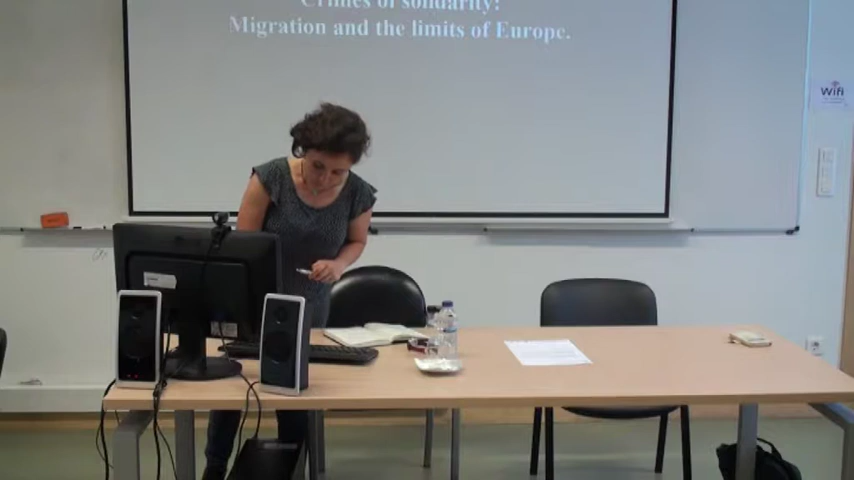 Crimes of solidarity:
Migration and the limits of Europe.
Wifi